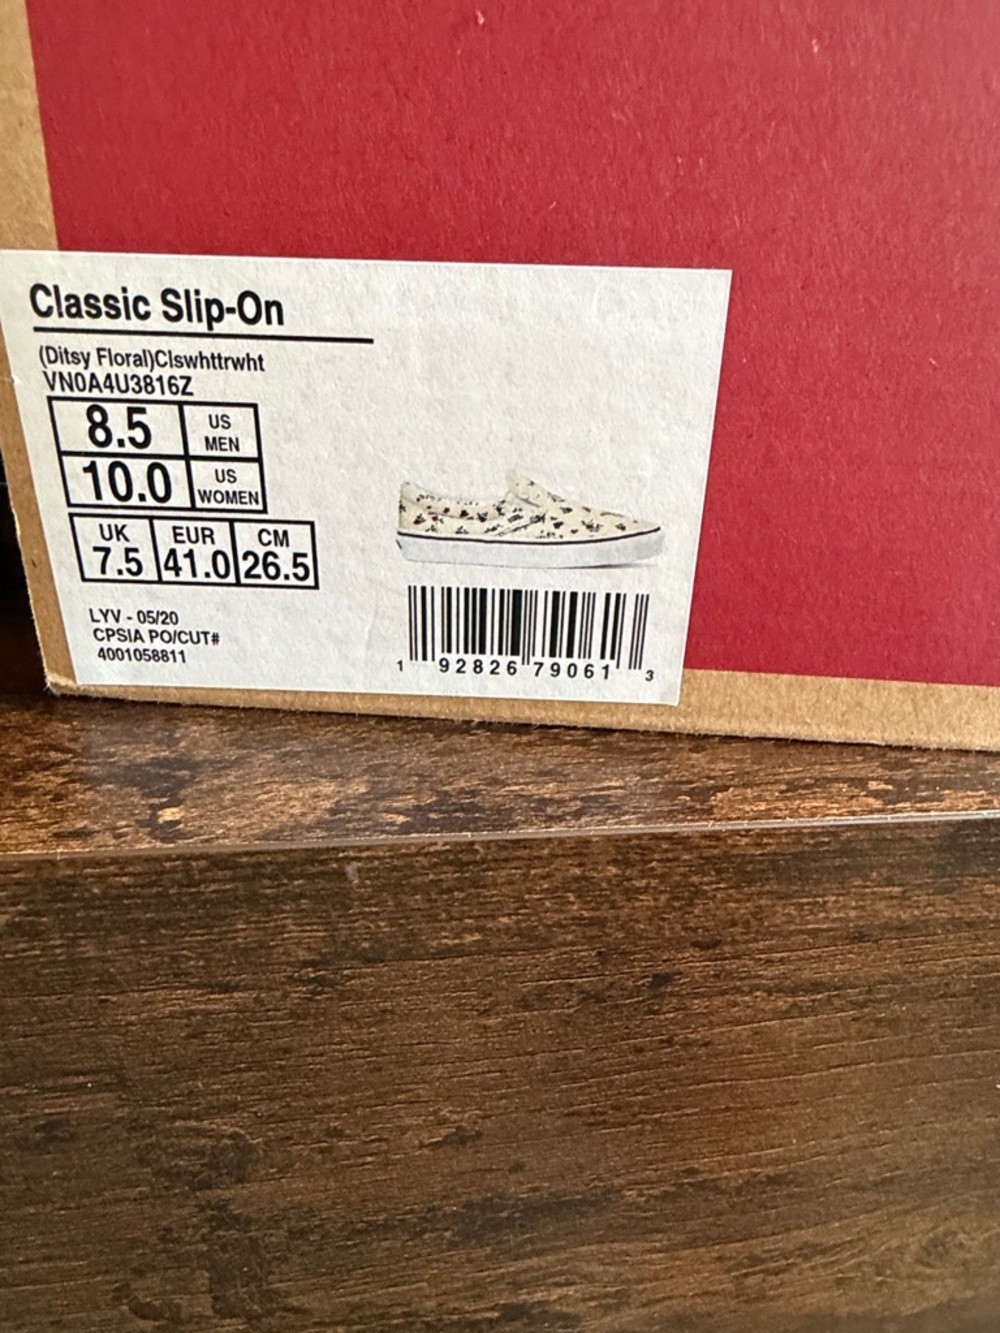 Classic Slip-On
(Ditsy Floral)Clswhttrwht
VN0A4U3816Z
8.5 US MEN
10.0 US WOMEN
UK EUR CM
7.5 41.0 26.5
LYV - 05/20
CPSIA PO/CUT#
4001058811
1 92826 79061 3